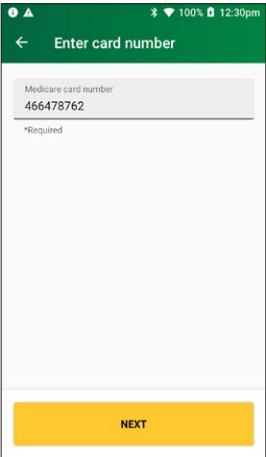 100% 12:30pm
Enter card number
Medicare card number
466478762
*Required
NEXT